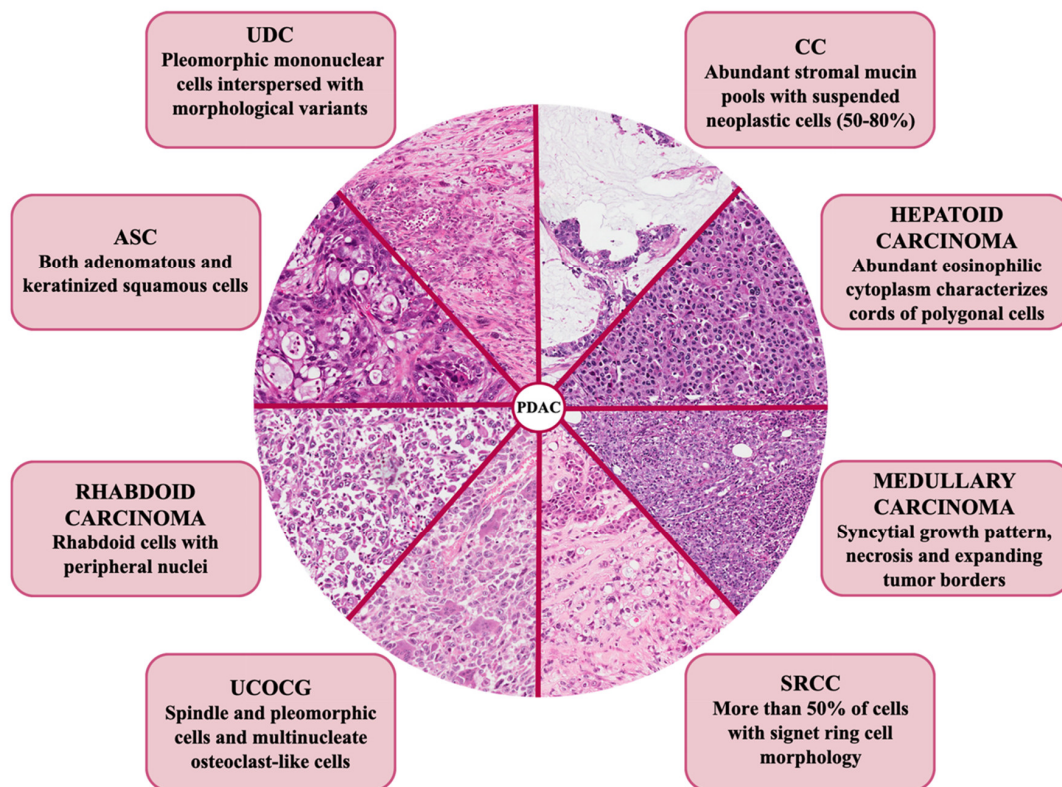 UDC
Pleomorphic mononuclear
cells interspersed with
morphological variants
CC
Abundant stromal mucin
pools with suspended
neoplastic cells (50-80%)
ASC
Both adenomatous and
keratinized squamous cells
HEPATOID
CARCINOMA
Abundant eosinophilic
cytoplasm characterizes
cords of polygonal cells
PDAC
RHABDOID
CARCINOMA
Rhabdoid cells with
peripheral nuclei
MEDULLARY
CARCINOMA
Syncytial growth pattern,
necrosis and expanding
tumor borders
UCOCG
Spindle and pleomorphic
cells and multinucleate
osteoclast-like cells
SRCC
More than 50% of cells
with signet ring cell
morphology